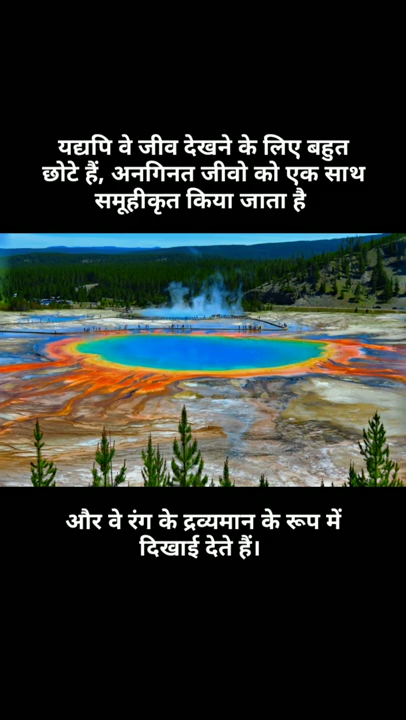 यद्यपि वे जीव देखने के लिए बहुत
छोटे हैं, अनगिनत जीवो को एक साथ
समूहीकृत किया जाता है
और वे रंग के द्रव्यमान के रूप में
दिखाई देते हैं।